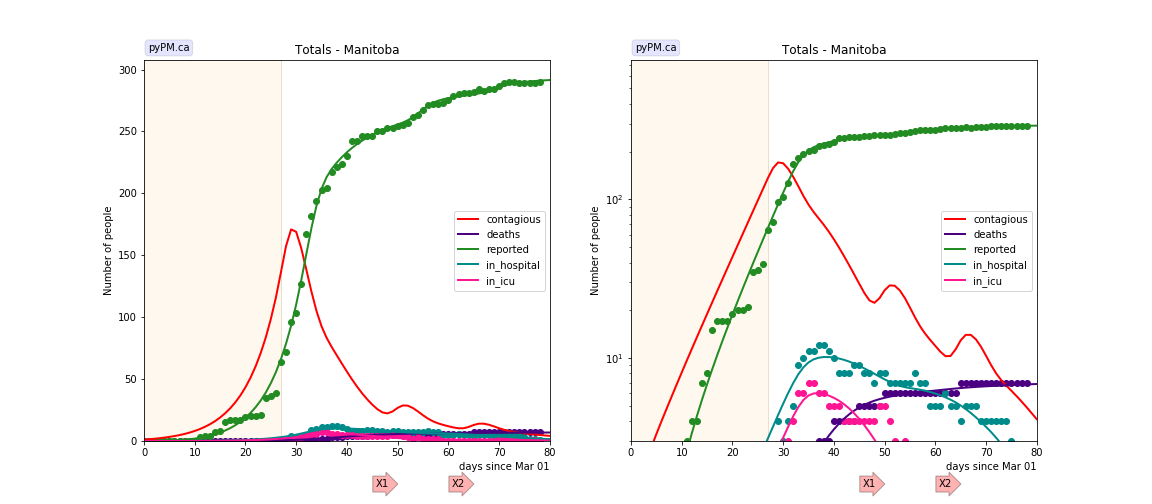 pyPM.ca
Totals - Manitoba
Number of people
300
250
200
150
100
50
0
contagious
deaths
reported
in_hospital
in_icu
0 10 20 30 40 50 60 70 80
days since Mar 01
X1 X2
pyPM.ca
Totals - Manitoba
Number of people
10²
10¹
contagious
deaths
reported
in_hospital
in_icu
0 10 20 30 40 50 60 70 80
days since Mar 01
X1 X2